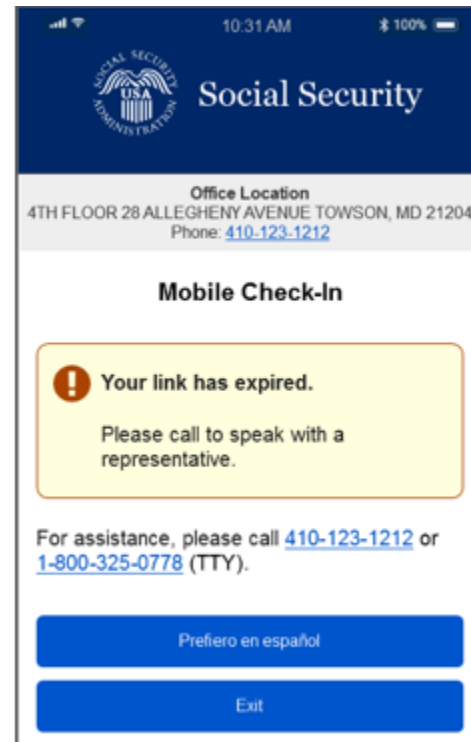 10:31 AM
100%
SOCIAL SECURITY
USA
ADMINISTRATION
Social Security
Office Location
4TH FLOOR 28 ALLEGHENY AVENUE TOWSON, MD 21204
Phone: 410-123-1212
Mobile Check-In
Your link has expired.
Please call to speak with a
representative.
For assistance, please call 410-123-1212 or
1-800-325-0778 (TTY).
Prefiero en español
Exit